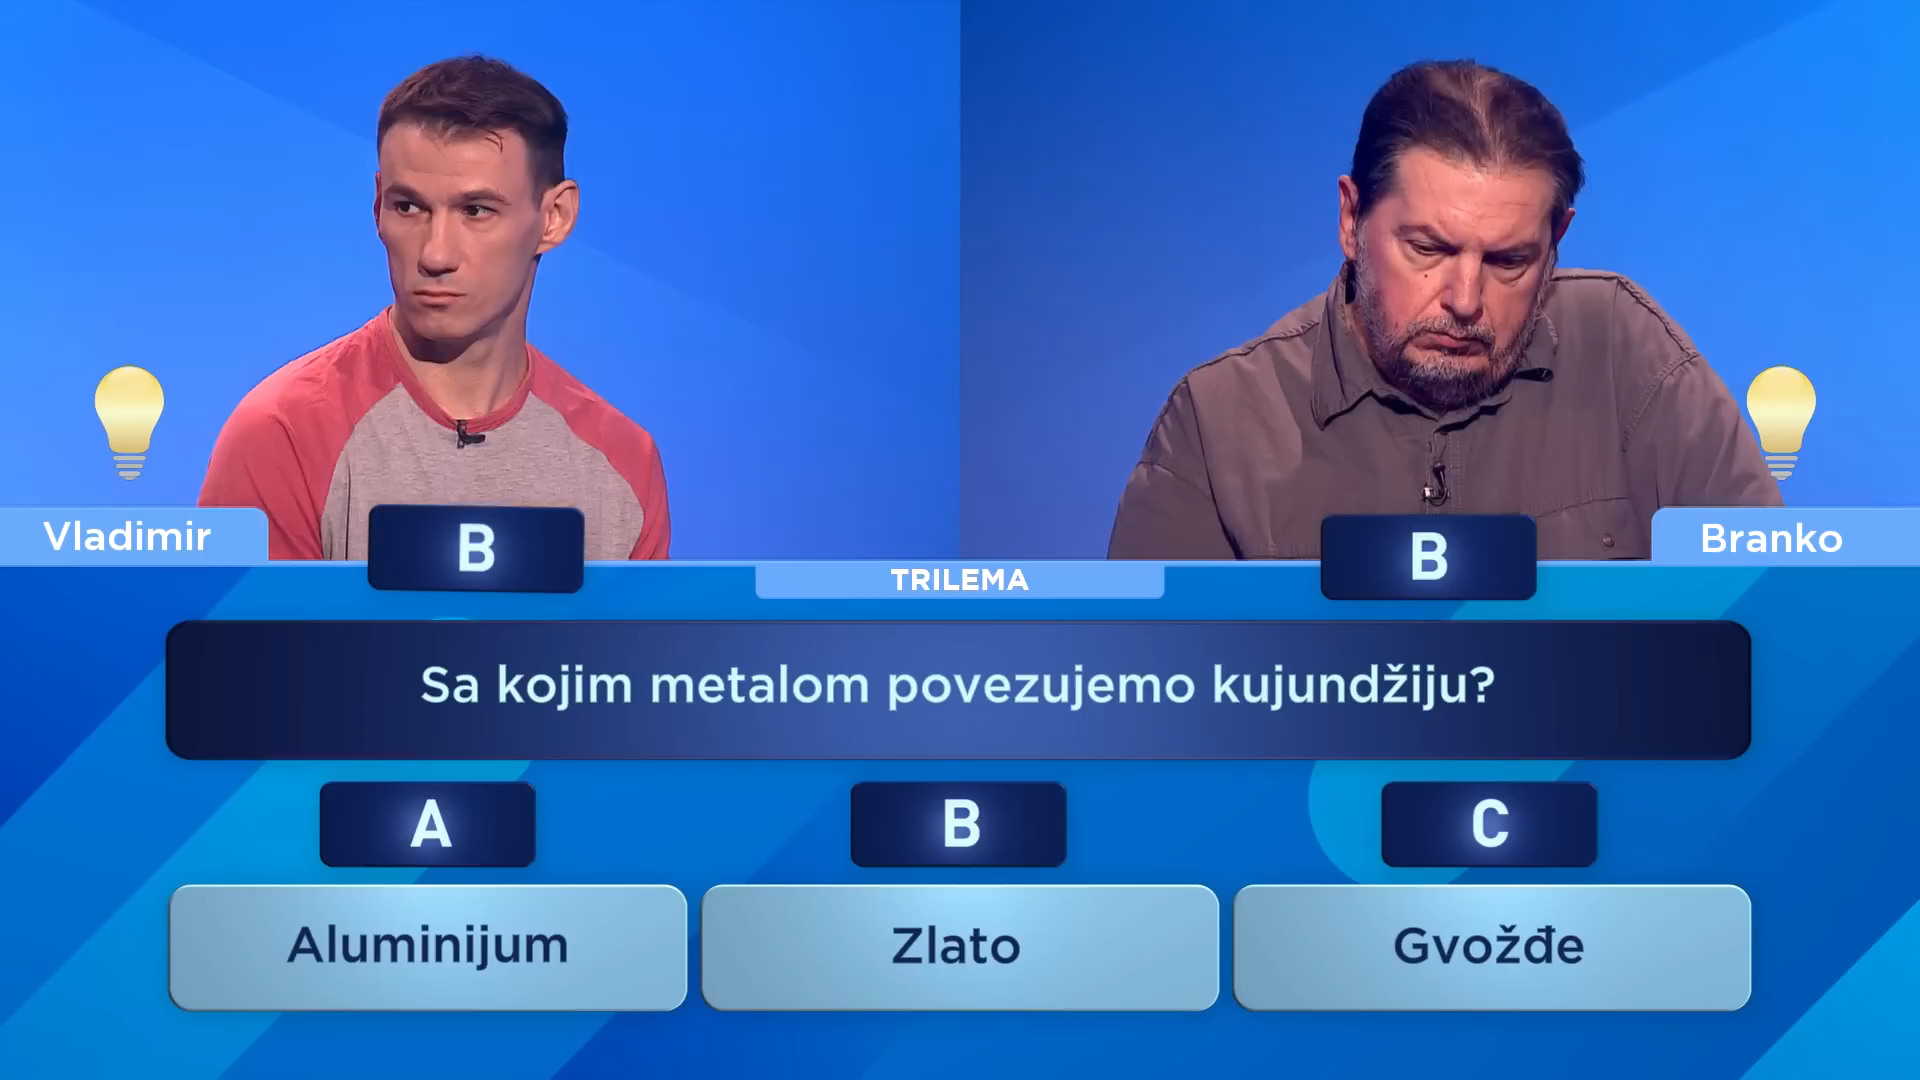 Vladimir
B
TRILEMA
B
Branko
Sa kojim metalom povezujemo kujundžiju?
A
B
C
Aluminijum
Zlato
Gvožđe